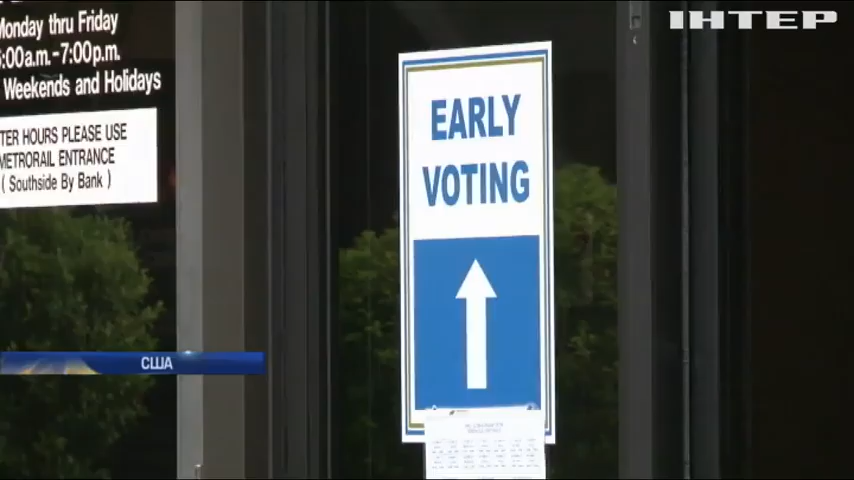 ІНТЕР
Monday thru Friday
:00a.m.-7:00p.m.
Weekends and Holidays
TER HOURS PLEASE USE
METRORAIL ENTRANCE
( Southside By Bank )
EARLY
VOTING
США